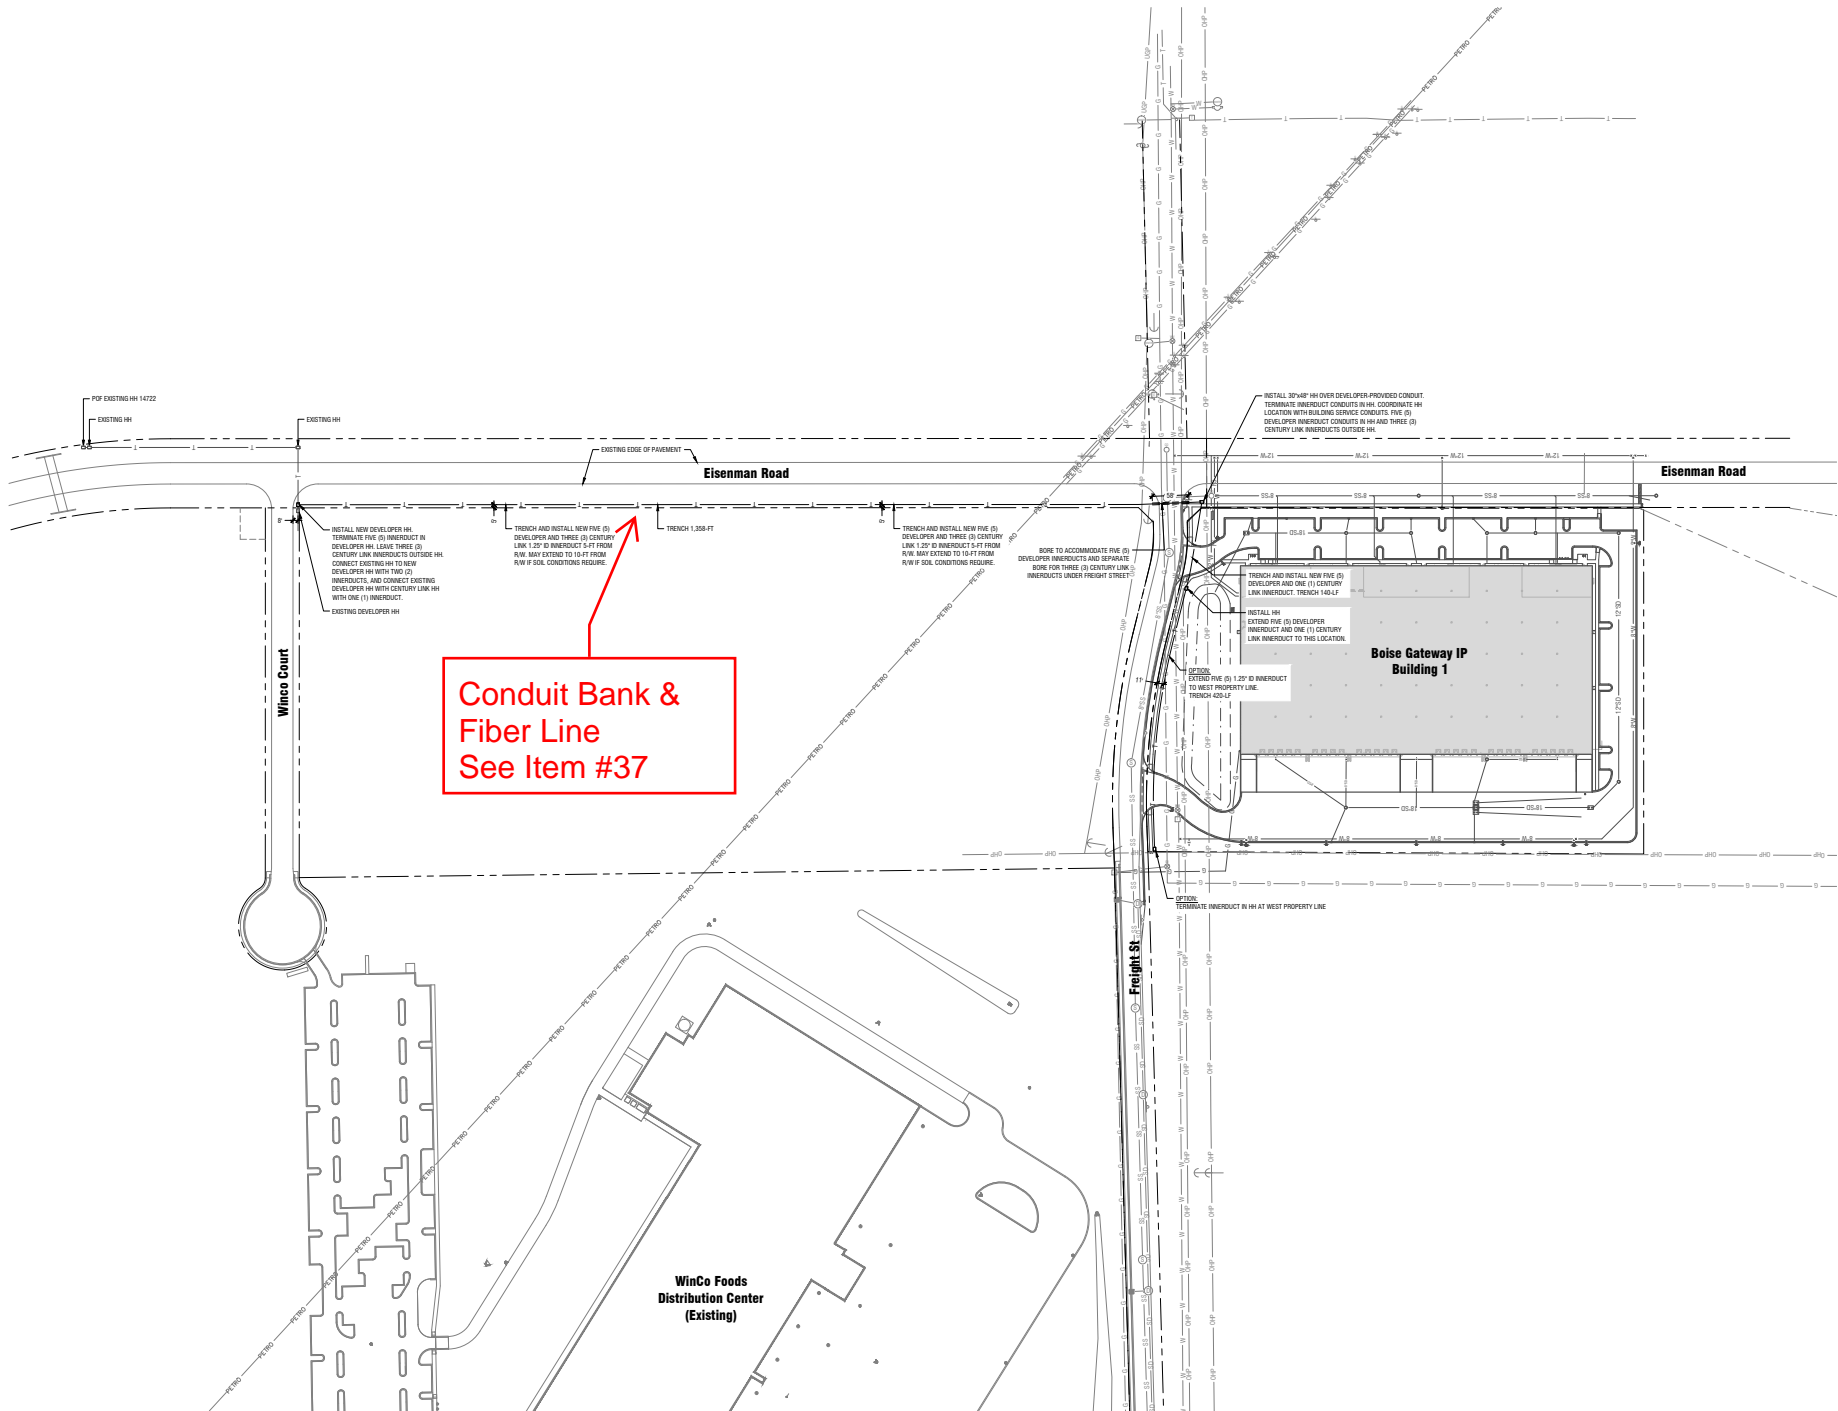 POF EXISTING HH 14722
EXISTING HH
EXISTING HH
EXISTING EDGE OF PAVEMENT
Eisenman Road
Eisenman Road
INSTALL 30"x48" HH OVER DEVELOPER-PROVIDED CONDUIT.
TERMINATE INNERDUCT CONDUITS IN HH. COORDINATE HH
LOCATION WITH BUILDING SERVICE CONDUITS. FIVE (5)
DEVELOPER INNERDUCT CONDUITS IN HH AND THREE (3)
CENTURY LINK INNERDUCTS OUTSIDE HH.
INSTALL NEW DEVELOPER HH.
TERMINATE FIVE (5) INNERDUCT IN
DEVELOPER HH. LEAVE THREE (3)
CENTURY LINK INNERDUCTS OUTSIDE HH.
CONNECT EXISTING HH TO NEW
DEVELOPER HH WITH TWO (2)
INNERDUCTS, AND CONNECT EXISTING
DEVELOPER HH WITH CENTURY LINK HH
WITH ONE (1) INNERDUCT.
EXISTING DEVELOPER HH
TRENCH AND INSTALL NEW FIVE (5)
DEVELOPER AND THREE (3) CENTURY
LINK 1.25" ID INNERDUCT 5-FT FROM
R/W. MAY EXTEND TO 10-FT FROM
R/W IF SOIL CONDITIONS REQUIRE.
TRENCH 1,358-FT
TRENCH AND INSTALL NEW FIVE (5)
DEVELOPER AND THREE (3) CENTURY
LINK 1.25" ID INNERDUCT 5-FT FROM
R/W. MAY EXTEND TO 10-FT FROM
R/W IF SOIL CONDITIONS REQUIRE.
BORE TO ACCOMMODATE FIVE (5)
DEVELOPER INNERDUCTS AND SEPARATE
BORE FOR THREE (3) CENTURY LINK
INNERDUCTS UNDER FREIGHT STREET
58'
TRENCH AND INSTALL NEW FIVE (5)
DEVELOPER AND ONE (1) CENTURY
LINK INNERDUCT. TRENCH 140-LF
INSTALL HH
EXTEND FIVE (5) DEVELOPER
INNERDUCT AND ONE (1) CENTURY
LINK INNERDUCT TO THIS LOCATION.
OPTION:
EXTEND FIVE (5) 1.25" ID INNERDUCT
TO WEST PROPERTY LINE.
TRENCH 420-LF
11'
Boise Gateway IP
Building 1
Winco Court
Conduit Bank &
Fiber Line
See Item #37
OPTION:
TERMINATE INNERDUCT IN HH AT WEST PROPERTY LINE
Freight St
WinCo Foods
Distribution Center
(Existing)
PETRO
OHP
UGP
12"W
8"SS
18"SD
12"SD
8"W